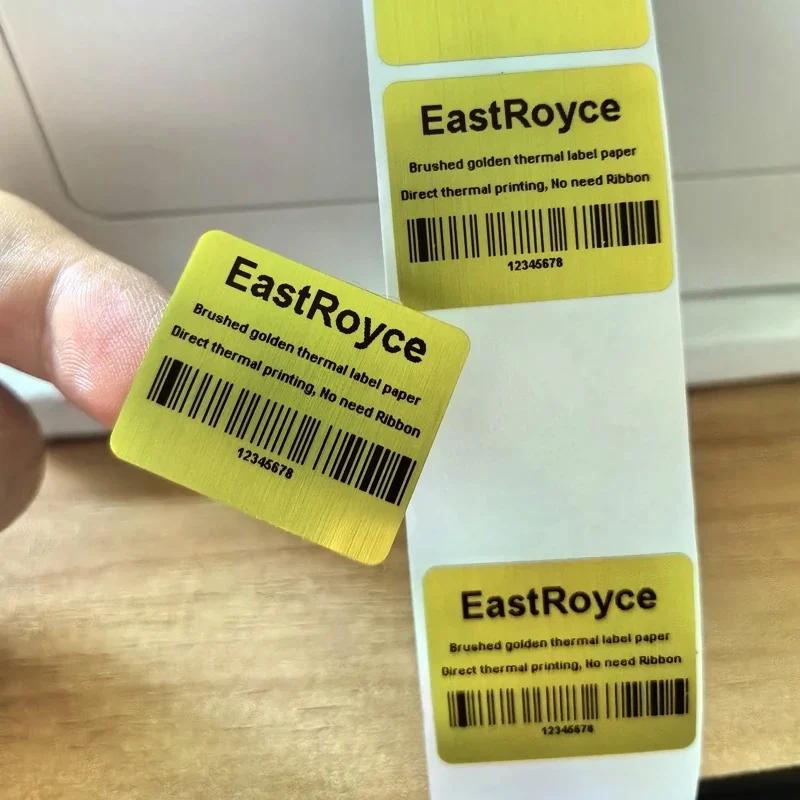 EastRoyce
Brushed golden thermal label paper
Direct thermal printing, No need Ribbon
12345678
EastRoyce
Brushed golden thermal label paper
Direct thermal printing, No need Ribbon
12345678
EastRoyce
Brushed golden thermal label paper
Direct thermal printing, No need Ribbon
12345678